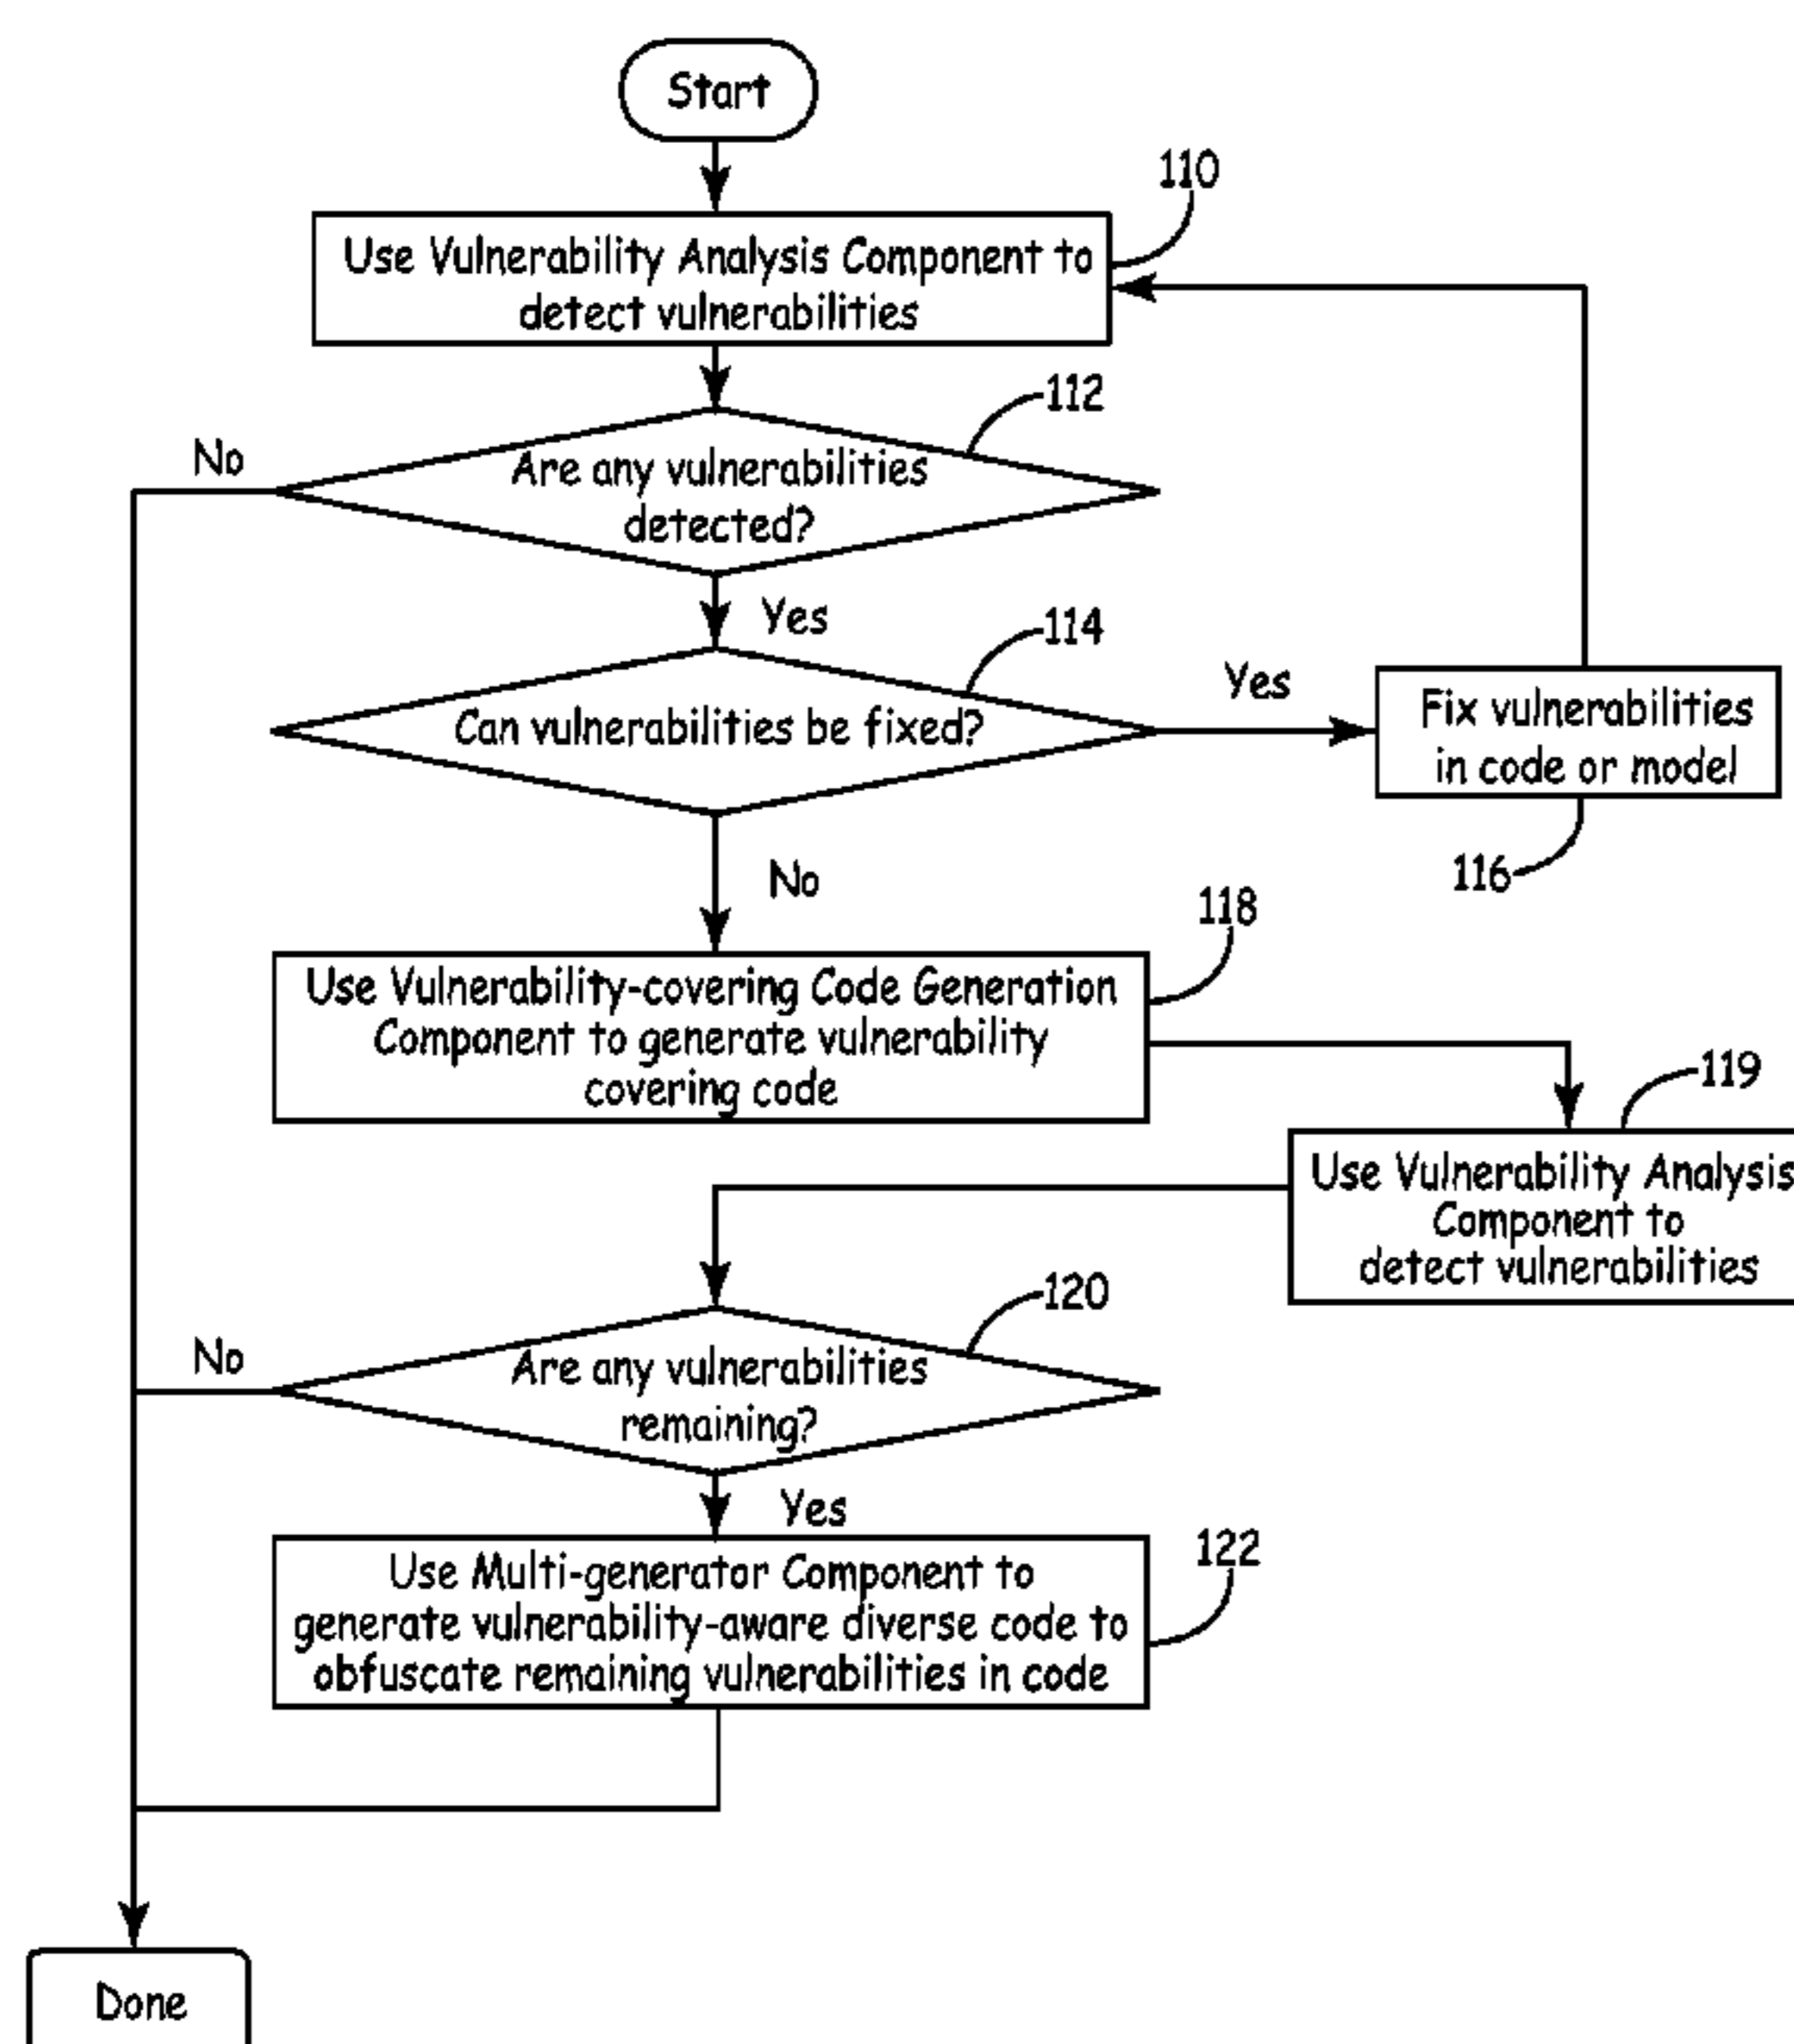 Start
110
Use Vulnerability Analysis Component to
detect vulnerabilities
112
No
Are any vulnerabilities
detected?
Yes
114
Can vulnerabilities be fixed?
Yes
Fix vulnerabilities
in code or model
116
No
118
Use Vulnerability-covering Code Generation
Component to generate vulnerability
covering code
119
Use Vulnerability Analysis
Component to
detect vulnerabilities
120
No
Are any vulnerabilities
remaining?
Yes
122
Use Multi-generator Component to
generate vulnerability-aware diverse code to
obfuscate remaining vulnerabilities in code
Done